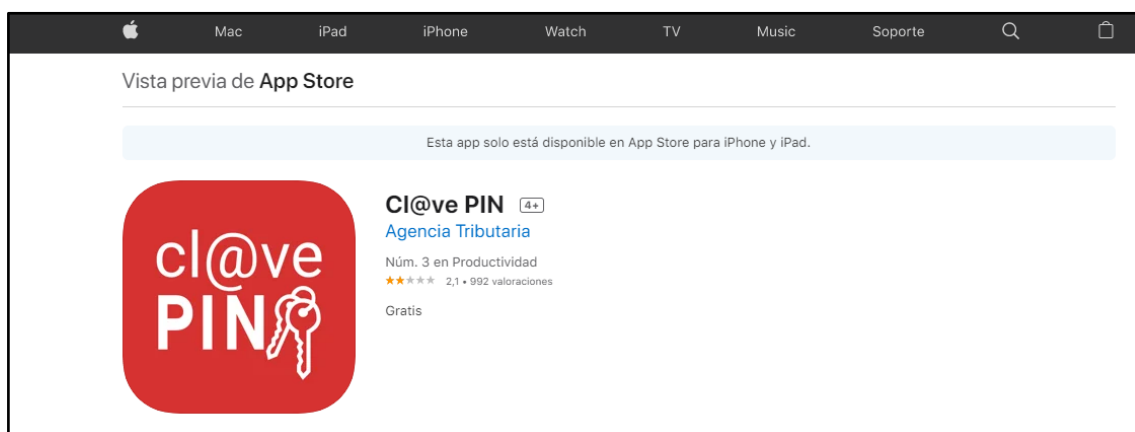 Mac iPad iPhone Watch TV Music Soporte
Vista previa de App Store
Esta app solo está disponible en App Store para iPhone y iPad.
cl@ve
PIN
Cl@ve PIN 4+
Agencia Tributaria
Núm. 3 en Productividad
★★★★★ 2,1 • 992 valoraciones
Gratis